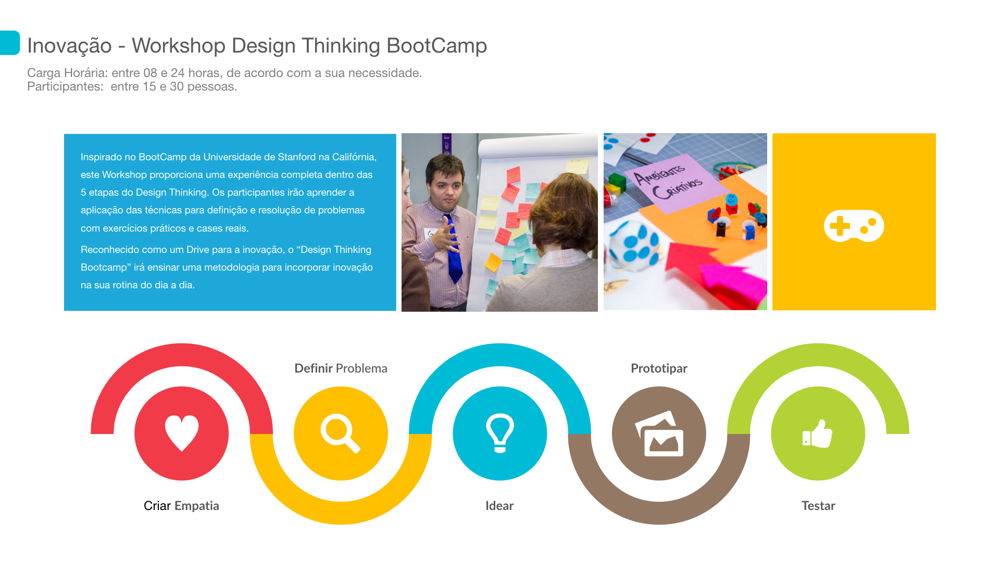 Inovação - Workshop Design Thinking BootCamp
Carga Horária: entre 08 e 24 horas, de acordo com a sua necessidade.
Participantes:  entre 15 e 30 pessoas.
Inspirado no BootCamp da Universidade de Stanford na Califórnia,
este Workshop proporciona uma experiência completa dentro das
5 etapas do Design Thinking. Os participantes irão aprender a
aplicação das técnicas para definição e resolução de problemas
com exercícios práticos e cases reais.
Reconhecido como um Drive para a inovação, o “Design Thinking
Bootcamp” irá ensinar uma metodologia para incorporar inovação
na sua rotina do dia a dia.
AMBIENTES
CRIATIVOS
Definir Problema
Prototipar
Criar Empatia
Idear
Testar